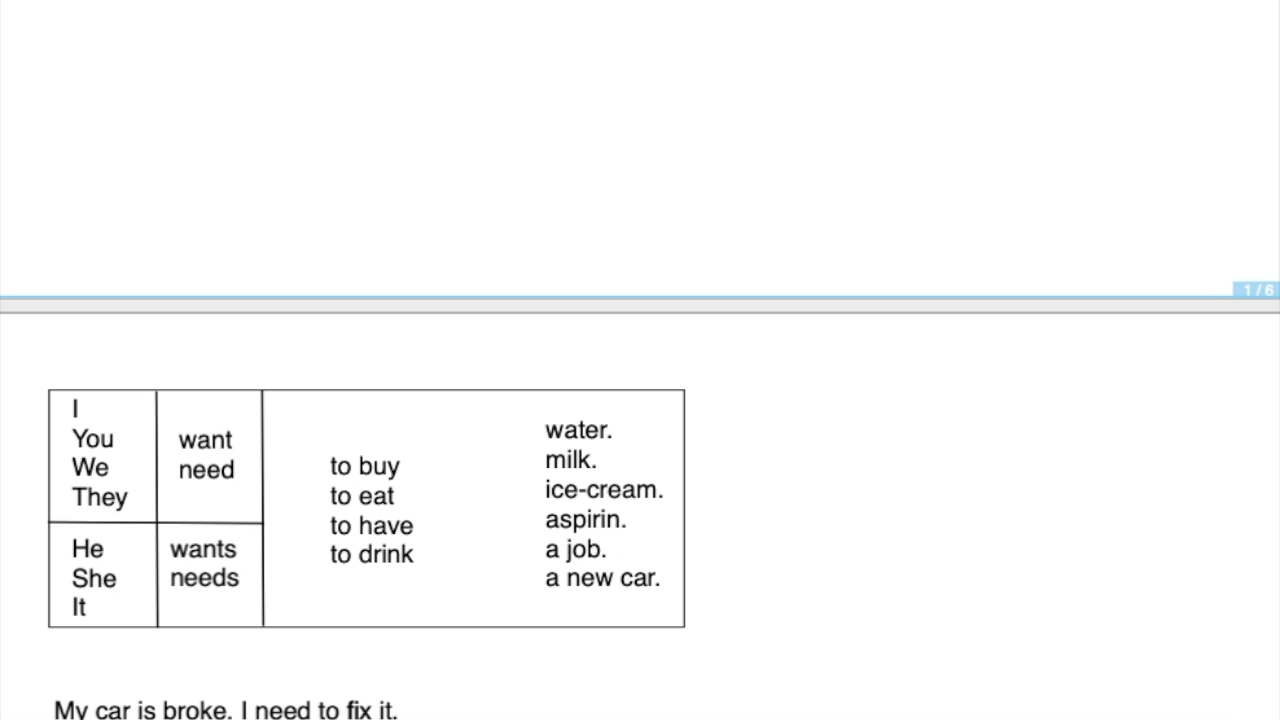 1 / 6
I
You
We
They
want
need
He
She
It
wants
needs
to buy
to eat
to have
to drink
water.
milk.
ice-cream.
aspirin.
a job.
a new car.
My car is broke. I need to fix it.